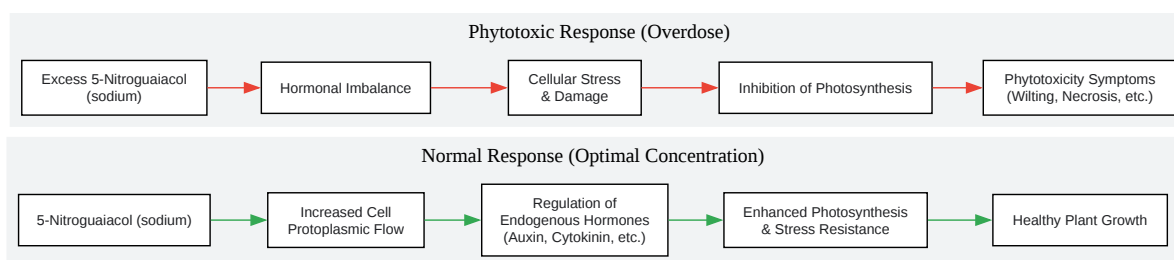 Phytotoxic Response (Overdose)
Excess 5-Nitroguaiacol
(sodium)
Hormonal Imbalance
Cellular Stress
& Damage
Inhibition of Photosynthesis
Phytotoxicity Symptoms
(Wilting, Necrosis, etc.)
Normal Response (Optimal Concentration)
5-Nitroguaiacol (sodium)
Increased Cell
Protoplasmic Flow
Regulation of
Endogenous Hormones
(Auxin, Cytokinin, etc.)
Enhanced Photosynthesis
& Stress Resistance
Healthy Plant Growth